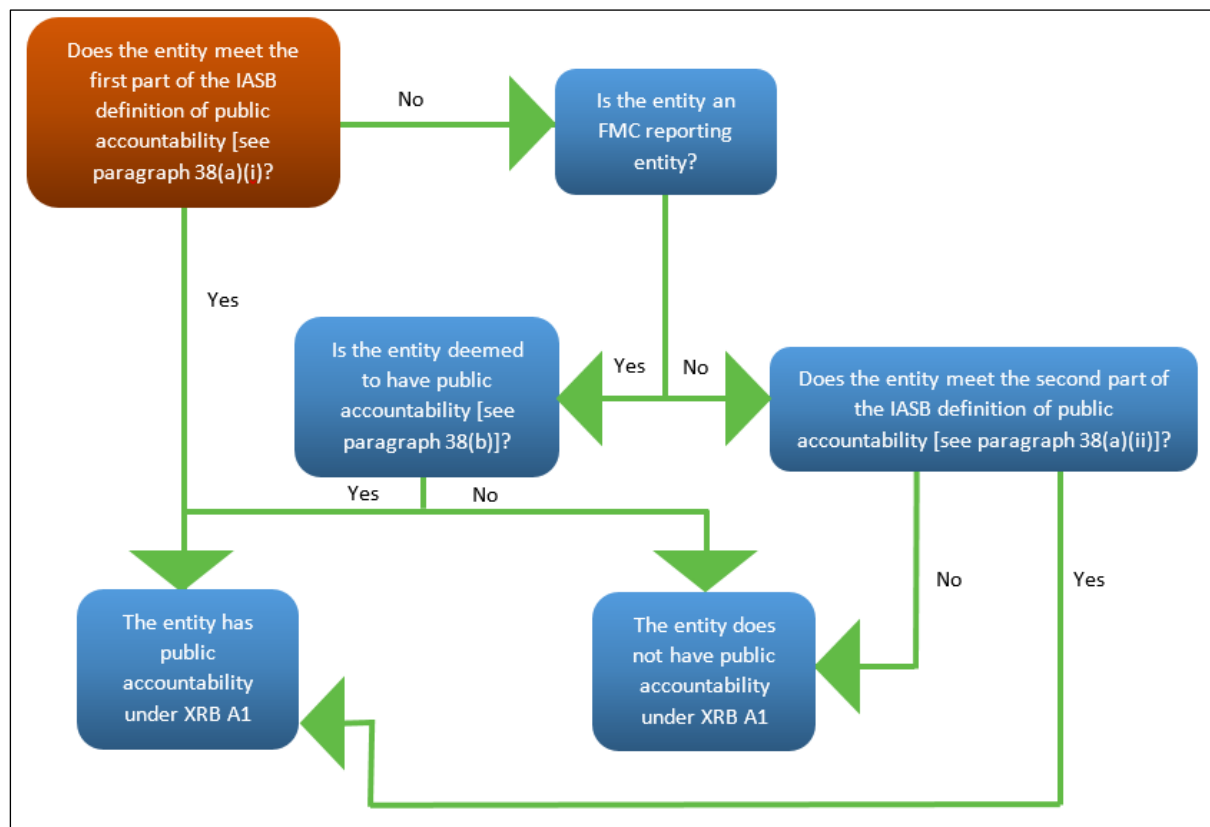 Does the entity meet the
first part of the IASB
definition of public
accountability [see
paragraph 38(a)(i)?
No
Is the entity an
FMC reporting
entity?
Yes
Is the entity deemed
to have public
accountability [see
paragraph 38(b)]?
Yes
No
Does the entity meet the second part of
the IASB definition of public
accountability [see paragraph 38(a)(ii)]?
Yes
No
No
Yes
The entity has
public
accountability
under XRB A1
The entity does
not have public
accountability
under XRB A1